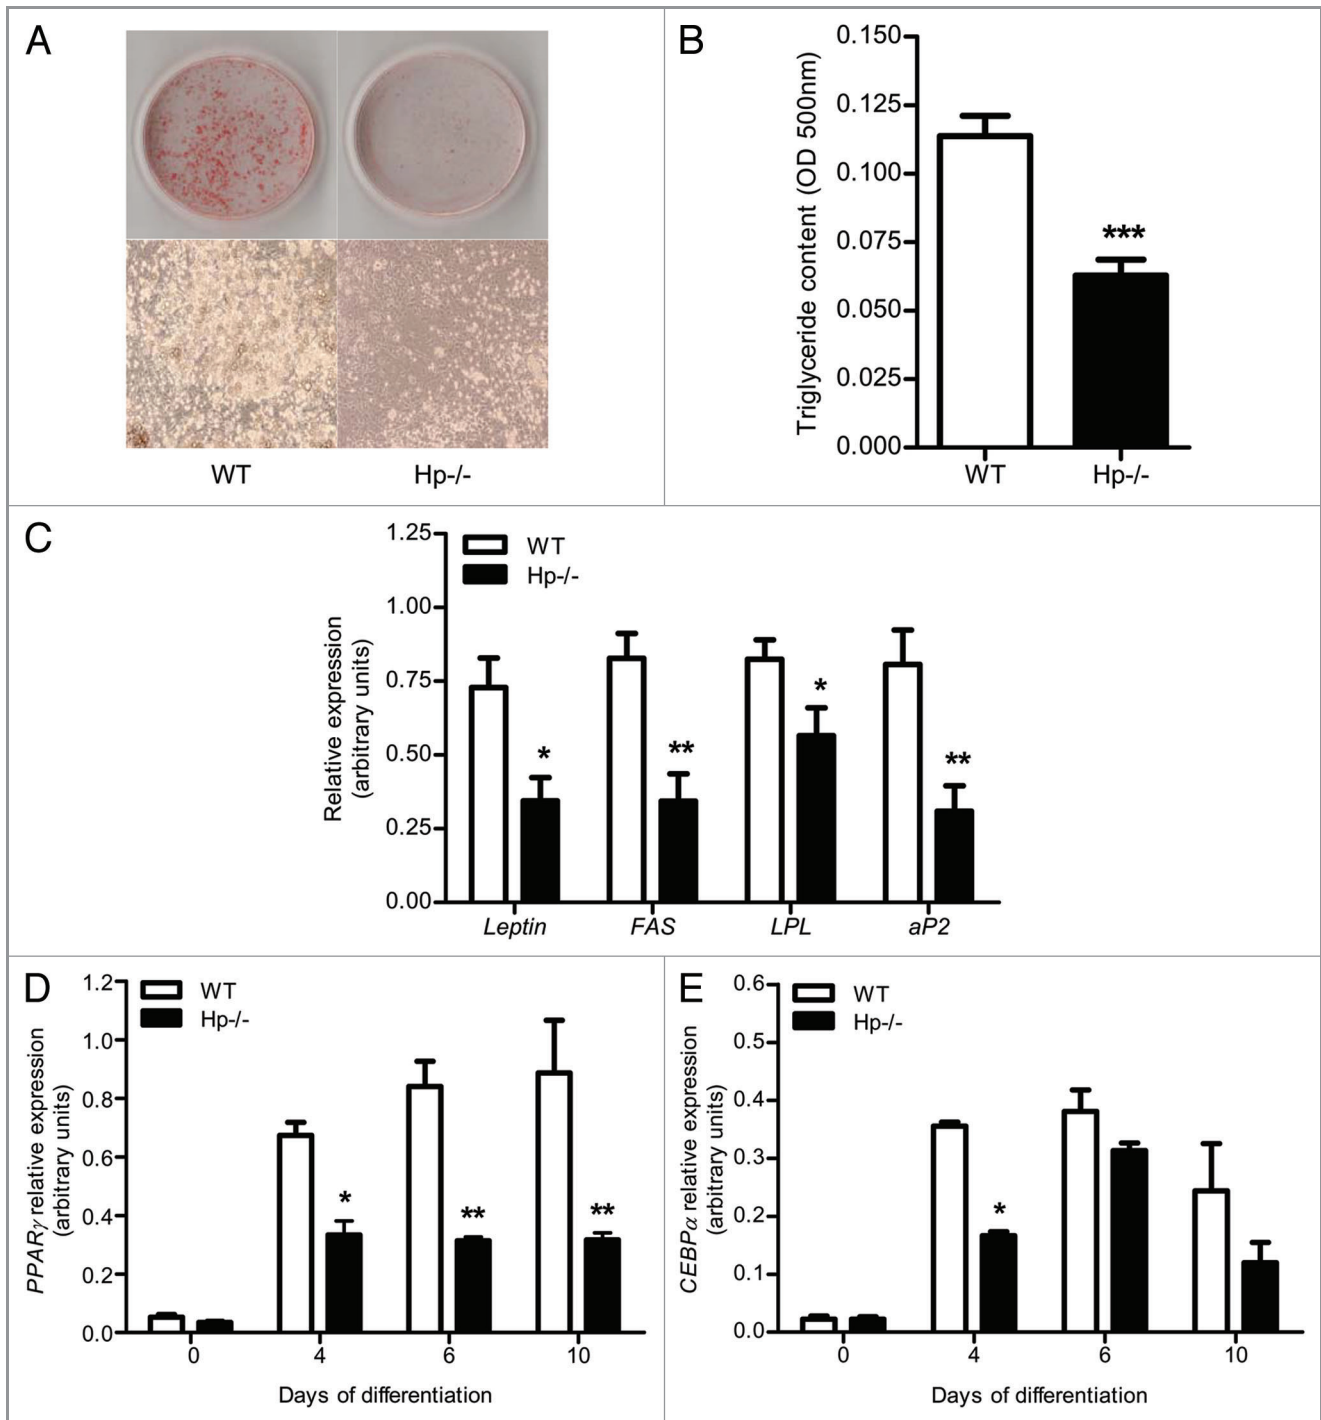 A
WT
Hp-/-
B
Triglyceride content (OD 500nm)
0.150
0.125
0.100
0.075
0.050
0.025
0.000
***
WT
Hp-/-
C
Relative expression
(arbitrary units)
1.25
1.00
0.75
0.50
0.25
0.00
WT
Hp-/-
*
**
*
**
Leptin
FAS
LPL
aP2
D
PPARγ relative expression
(arbitrary units)
1.2
1.0
0.8
0.6
0.4
0.2
0.0
WT
Hp-/-
*
**
**
0
4
6
10
Days of differentiation
E
CEBPα relative expression
(arbitrary units)
0.6
0.5
0.4
0.3
0.2
0.1
0.0
WT
Hp-/-
*
0
4
6
10
Days of differentiation